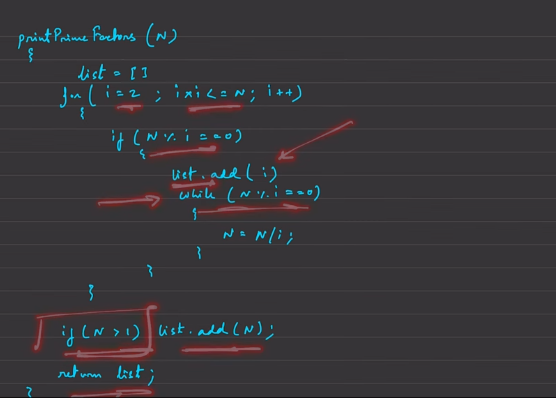 printPrimeFactors (N)
{
list = [ ]
for( i = 2 ; i*i <= N; i++)
{
if ( N % i == 0)
{
list.add( i )
while ( N % i == 0)
{
N = N/i;
}
}
}
if ( N > 1) list.add(N);
return list;
}